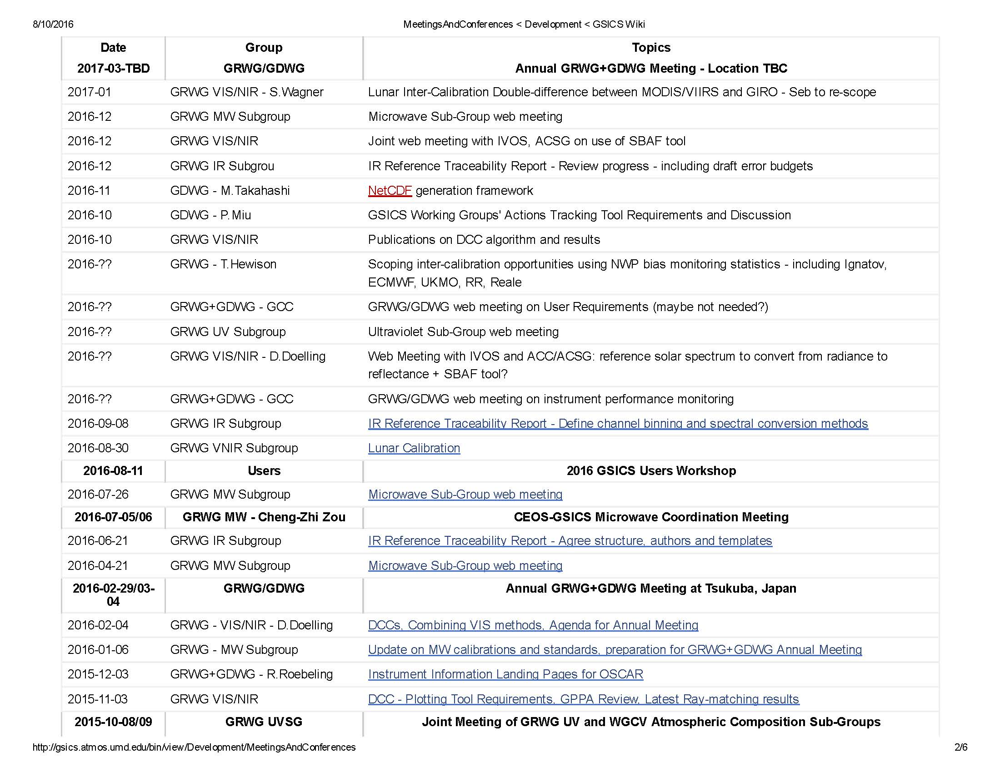 8/10/2016 MeetingsAndConferences < Development < GSICS Wiki
Date Group Topics
2017-03-TBD GRWG/GDWG Annual GRWG+GDWG Meeting - Location TBC
2017-01 GRWG VIS/NIR - S.Wagner Lunar Inter-Calibration Double-difference between MODIS/VIIRS and GIRO - Seb to re-scope
2016-12 GRWG MW Subgroup Microwave Sub-Group web meeting
2016-12 GRWG VIS/NIR Joint web meeting with IVOS, ACSG on use of SBAF tool
2016-12 GRWG IR Subgrou IR Reference Traceability Report - Review progress - including draft error budgets
2016-11 GDWG - M.Takahashi NetCDF generation framework
2016-10 GDWG - P.Miu GSICS Working Groups' Actions Tracking Tool Requirements and Discussion
2016-10 GRWG VIS/NIR Publications on DCC algorithm and results
2016-?? GRWG - T.Hewison Scoping inter-calibration opportunities using NWP bias monitoring statistics - including Ignatov,
ECMWF, UKMO, RR, Reale
2016-?? GRWG+GDWG - GCC GRWG/GDWG web meeting on User Requirements (maybe not needed?)
2016-?? GRWG UV Subgroup Ultraviolet Sub-Group web meeting
2016-?? GRWG VIS/NIR - D.Doelling Web Meeting with IVOS and ACC/ACSG: reference solar spectrum to convert from radiance to
reflectance + SBAF tool?
2016-?? GRWG+GDWG - GCC GRWG/GDWG web meeting on instrument performance monitoring
2016-09-08 GRWG IR Subgroup IR Reference Traceability Report - Define channel binning and spectral conversion methods
2016-08-30 GRWG VNIR Subgroup Lunar Calibration
2016-08-11 Users 2016 GSICS Users Workshop
2016-07-26 GRWG MW Subgroup Microwave Sub-Group web meeting
2016-07-05/06 GRWG MW - Cheng-Zhi Zou CEOS-GSICS Microwave Coordination Meeting
2016-06-21 GRWG IR Subgroup IR Reference Traceability Report - Agree structure, authors and templates
2016-04-21 GRWG MW Subgroup Microwave Sub-Group web meeting
2016-02-29/03- GRWG/GDWG Annual GRWG+GDWG Meeting at Tsukuba, Japan
04
2016-02-04 GRWG - VIS/NIR - D.Doelling DCCs, Combining VIS methods, Agenda for Annual Meeting
2016-01-06 GRWG - MW Subgroup Update on MW calibrations and standards, preparation for GRWG+GDWG Annual Meeting
2015-12-03 GRWG+GDWG - R.Roebeling Instrument Information Landing Pages for OSCAR
2015-11-03 GRWG VIS/NIR DCC - Plotting Tool Requirements, GPPA Review, Latest Ray-matching results
2015-10-08/09 GRWG UVSG Joint Meeting of GRWG UV and WGCV Atmospheric Composition Sub-Groups
http://gsics.atmos.umd.edu/bin/view/Development/MeetingsAndConferences 2/6